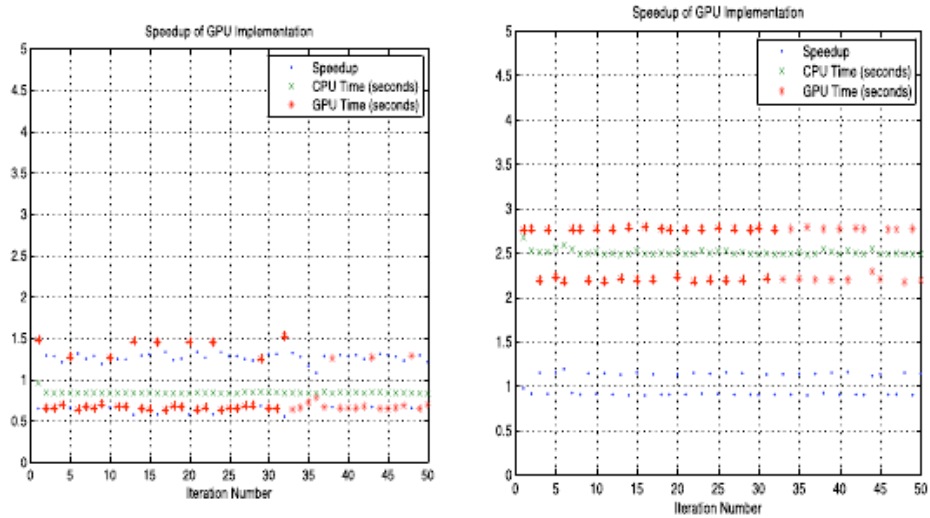 Speedup of GPU Implementation
5
4.5
4
3.5
3
2.5
2
1.5
1
0.5
0
Speedup
CPU Time (seconds)
GPU Time (seconds)
0 5 10 15 20 25 30 35 40 45 50
Iteration Number
Speedup of GPU Implementation
5
4.5
4
3.5
3
2.5
2
1.5
1
0.5
0
Speedup
CPU Time (seconds)
GPU Time (seconds)
0 5 10 15 20 25 30 35 40 45 50
Iteration Number